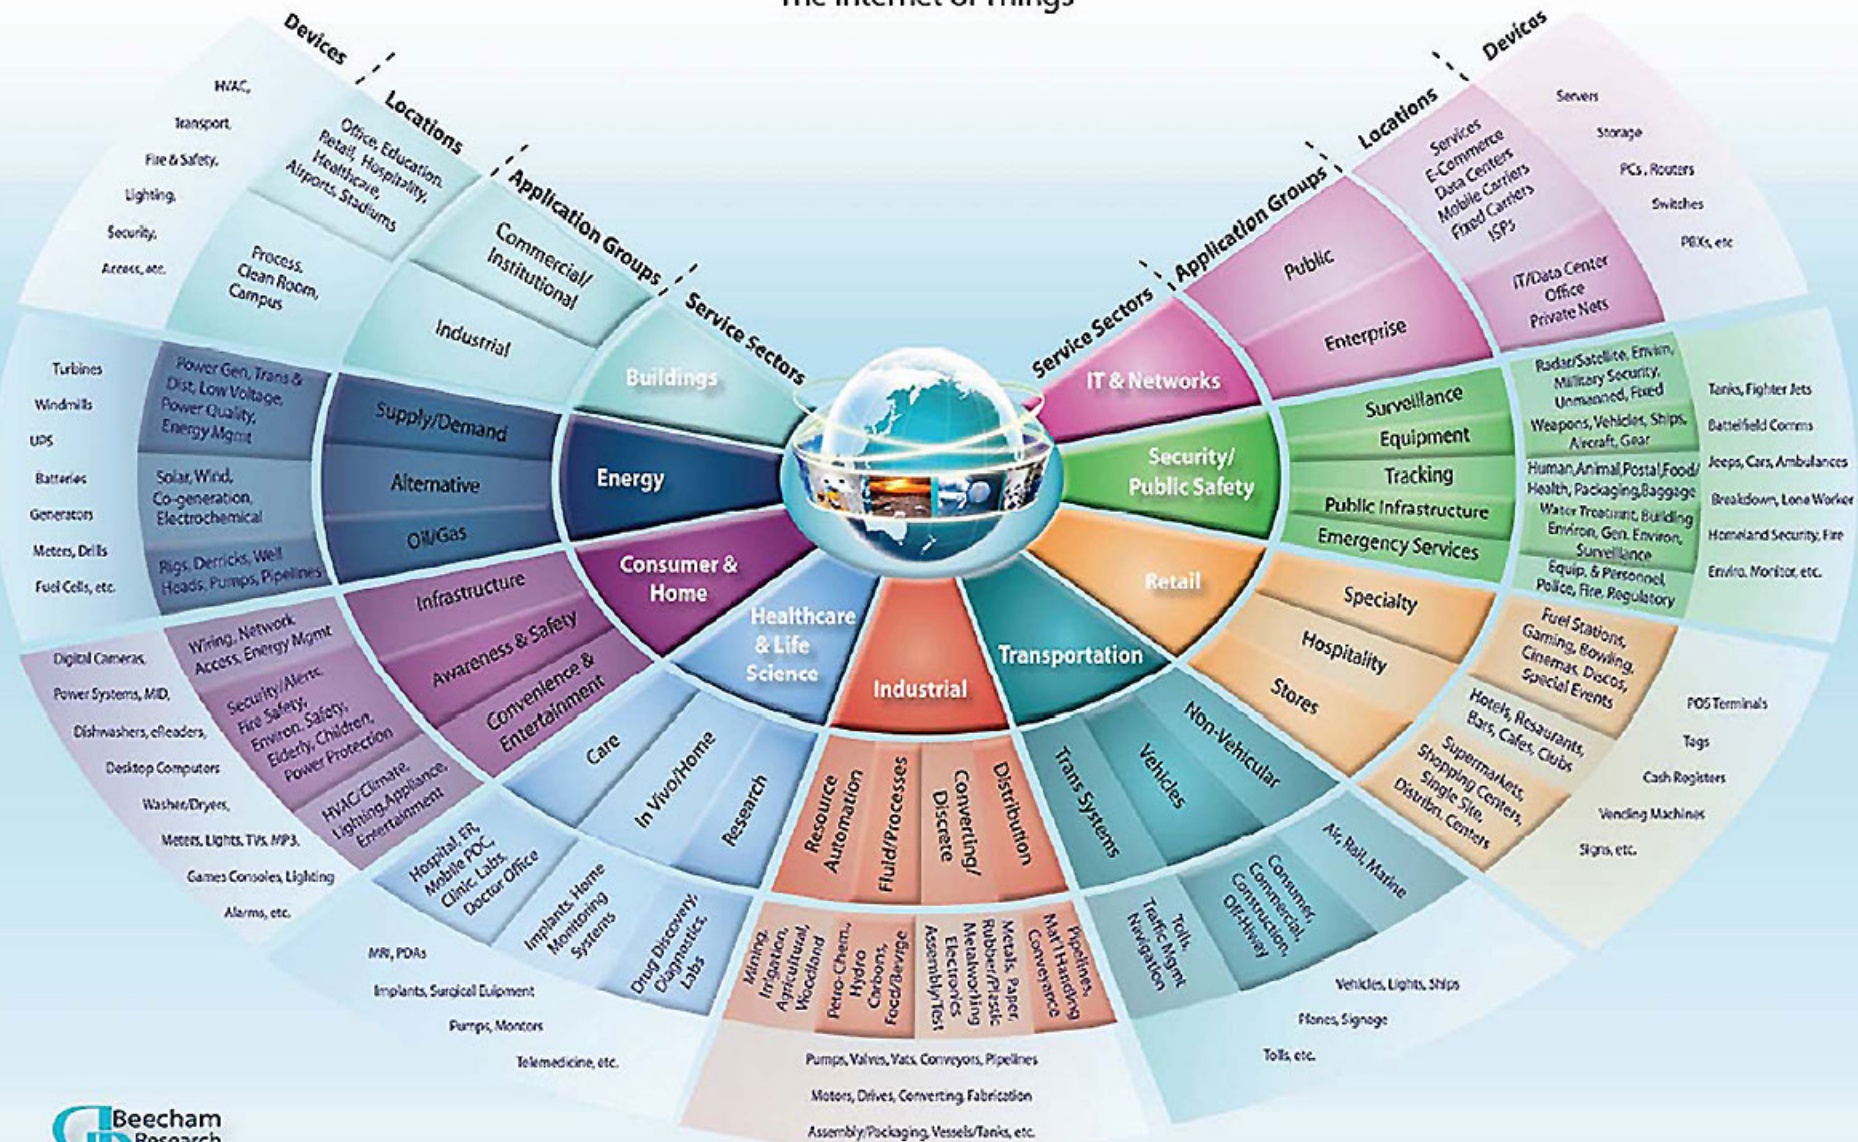 The Internet of Things
Devices
Locations
Application Groups
Service Sectors
HVAC,
Transport,
Fire & Safety,
Lighting,
Security,
Access, etc.
Office, Education,
Retail, Hospitality,
Healthcare,
Airports, Stadiums
Process,
Clean Room,
Campus
Commercial/
Institutional
Industrial
Buildings
Turbines
Windmills
UPS
Batteries
Generators
Meters, Drills
Fuel Cells, etc.
Power Gen, Trans &
Dist, Low Voltage,
Power Quality,
Energy Mgmt
Solar, Wind,
Co-generation,
Electrochemical
Rigs, Derricks, Well
Heads, Pumps, Pipelines
Supply/Demand
Alternative
Oil/Gas
Energy
Digital Cameras,
Power Systems, MID,
Dishwashers, eReaders,
Desktop Computers
Washer/Dryers,
Meters, Lights, TVs, MP3,
Games Consoles, Lighting
Alarms, etc.
Wiring, Network
Access, Energy Mgmt
Security/Alerts,
Fire Safety,
Environ. Safety,
Elderly, Children,
Power Protection
HVAC/Climate,
Lighting,Appliance,
Entertainment
Infrastructure
Awareness & Safety
Convenience &
Entertainment
Consumer &
Home
MRI, PDAs
Implants, Surgical Euipment
Pumps, Montors
Telemedicine, etc.
Hospital, ER,
Mobile POC,
Clinic, Labs,
Doctor Office
Implants, Home
Monitoring
Systems
Drug Discovery,
Diagnostics,
Labs
Care
In Vivo/Home
Research
Healthcare
& Life
Science
Industrial
Resource
Automation
Fluid/Processes
Converting/
Discrete
Distribution
Mining,
Irrigation,
Agricultural,
Woodland
Petro-Chem.,
Hydro
Carbons,
Food/Bevrge
Metals, Paper,
Rubber/Plastic
Metalworking
Electronics
Assembly/Test
Pipelines,
Mat'l Handling
Conveyance
Pumps, Valves, Vats, Conveyors, Pipelines
Motors, Drives, Converting, Fabrication
Assembly/Packaging, Vessels/Tanks, etc.
Transportation
Trans Systems
Vehicles
Non-Vehicular
Tolls,
Traffic Mgmt
Navigation
Consumer,
Commercial,
Construction,
Off-Hiway
Air, Rail, Marine
Vehicles, Lights, Ships
Planes, Signage
Tolls, etc.
Retail
Specialty
Hospitality
Stores
Fuel Stations,
Gaming, Bowling,
Cinemas, Discos,
Special Events
Hotels, Resaurants,
Bars, Cafes, Clubs
Supermarkets,
Shopping Centers,
Single Site,
Distribn, Centers
POS Terminals
Tags
Cash Registers
Vending Machines
Signs, etc.
Security/
Public Safety
Surveillance
Equipment
Tracking
Public Infrastructure
Emergency Services
Radar/Satellite, Envirn,
Military Security,
Unmanned, Fixed
Weapons, Vehicles, Ships,
Aircraft, Gear
Human,Animal,Postal,Food/
Health, Packaging,Baggage
Water Treatmnt, Building
Environ, Gen. Environ,
Surveillance
Equip, & Personnel,
Police, Fire, Regulatory
Tanks, Fighter Jets
Battelfield Comms
Jeeps, Cars, Ambulances
Breakdown, Lone Worker
Homeland Security, Fire
Enviro. Monitor, etc.
IT & Networks
Public
Enterprise
Services
E-Commerce
Data Centers
Mobile Carriers
Fixed Carriers
ISPS
IT/Data Center
Office
Private Nets
Servers
Storage
PCs, Routers
Switches
PBXs, etc
Service Sectors
Application Groups
Locations
Devices
Beecham
Research